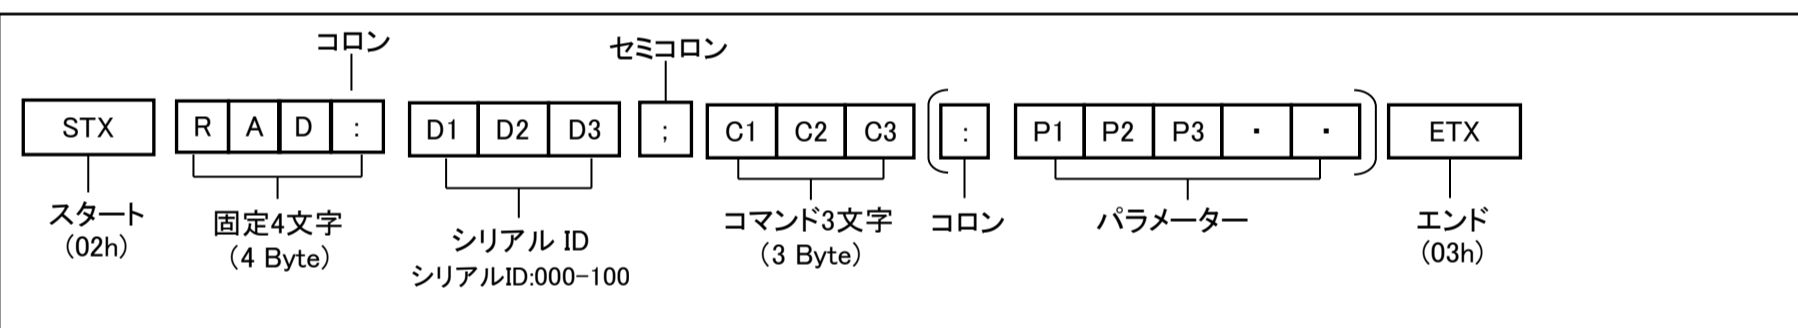 コロン
セミコロン
STX R A D : D1 D2 D3 ; C1 C2 C3 ( : P1 P2 P3 ・ ・ ) ETX
スタート
(02h)
固定4文字
(4 Byte)
シリアル ID
シリアルID:000-100
コマンド3文字
(3 Byte)
コロン
パラメーター
エンド
(03h)